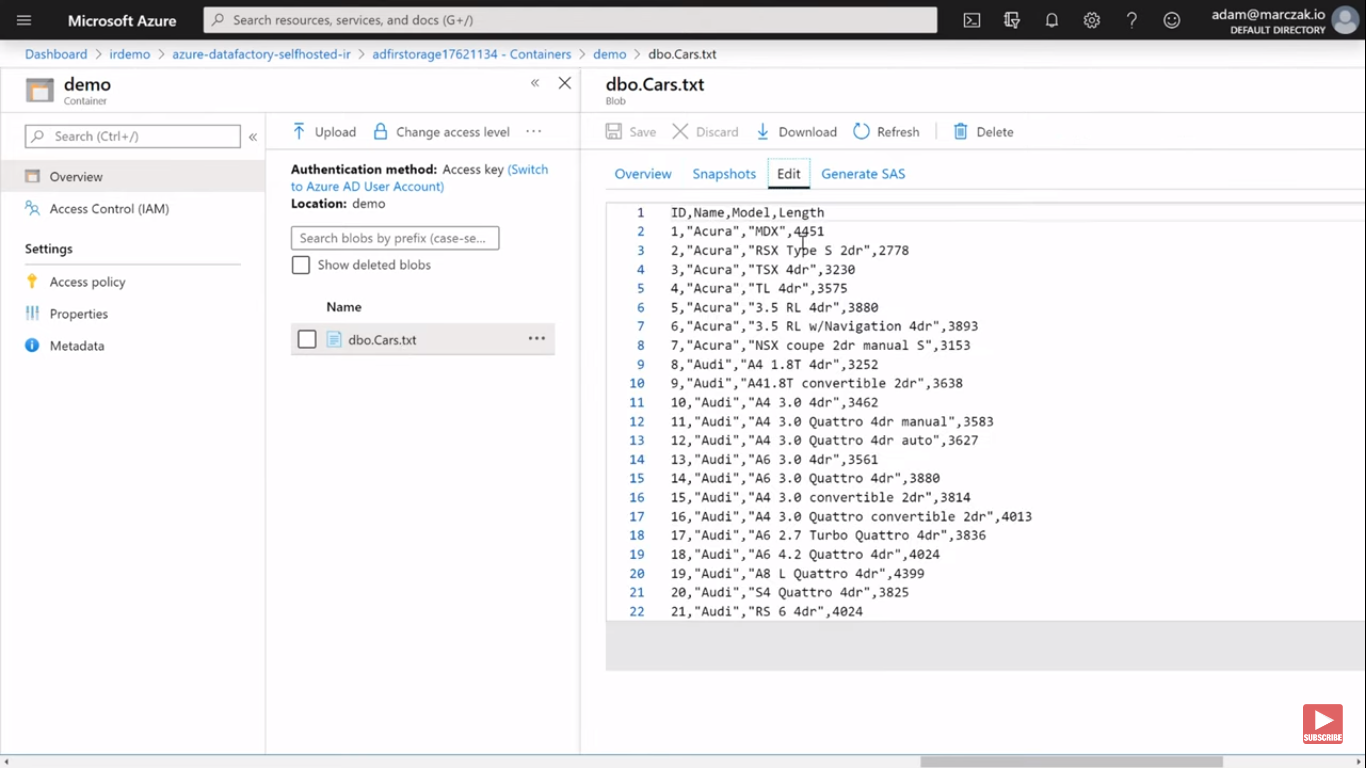 Microsoft Azure
Search resources, services, and docs (G+/)
adam@marczak.io
DEFAULT DIRECTORY
Dashboard > irdemo > azure-datafactory-selfhosted-ir > adfirstorage17621134 - Containers > demo > dbo.Cars.txt
demo
Container
Search (Ctrl+/)
Overview
Access Control (IAM)
Settings
Access policy
Properties
Metadata
Upload
Change access level
Authentication method: Access key (Switch
to Azure AD User Account)
Location: demo
Search blobs by prefix (case-se...
Show deleted blobs
Name
dbo.Cars.txt
dbo.Cars.txt
Blob
Save
Discard
Download
Refresh
Delete
Overview
Snapshots
Edit
Generate SAS
1 ID,Name,Model,Length
2 1,"Acura","MDX",4451
3 2,"Acura","RSX Type S 2dr",2778
4 3,"Acura","TSX 4dr",3230
5 4,"Acura","TL 4dr",3575
6 5,"Acura","3.5 RL 4dr",3880
7 6,"Acura","3.5 RL w/Navigation 4dr",3893
8 7,"Acura","NSX coupe 2dr manual S",3153
9 8,"Audi","A4 1.8T 4dr",3252
10 9,"Audi","A41.8T convertible 2dr",3638
11 10,"Audi","A4 3.0 4dr",3462
12 11,"Audi","A4 3.0 Quattro 4dr manual",3583
13 12,"Audi","A4 3.0 Quattro 4dr auto",3627
14 13,"Audi","A6 3.0 4dr",3561
15 14,"Audi","A6 3.0 Quattro 4dr",3880
16 15,"Audi","A4 3.0 convertible 2dr",3814
17 16,"Audi","A4 3.0 Quattro convertible 2dr",4013
18 17,"Audi","A6 2.7 Turbo Quattro 4dr",3836
19 18,"Audi","A6 4.2 Quattro 4dr",4024
20 19,"Audi","A8 L Quattro 4dr",4399
21 20,"Audi","S4 Quattro 4dr",3825
22 21,"Audi","RS 6 4dr",4024
SUBSCRIBE